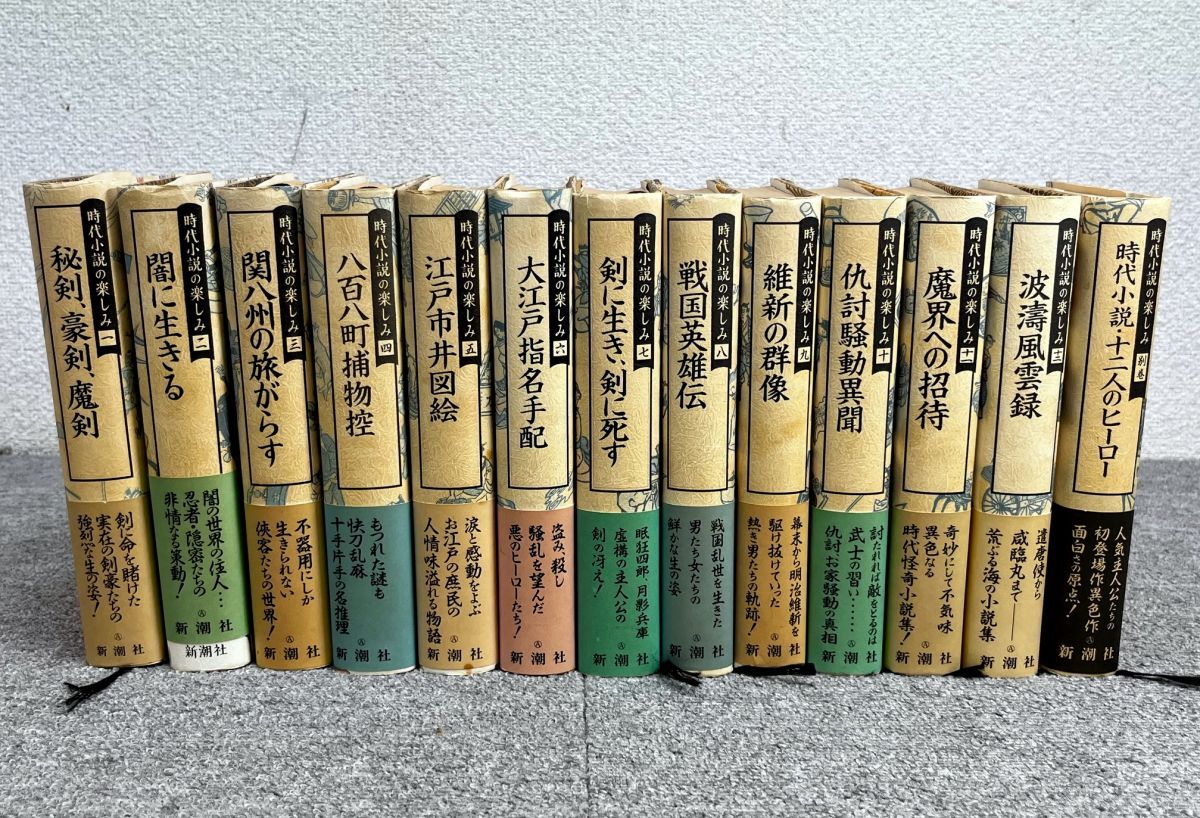 時代小説の楽しみ 一
秘剣、豪剣、魔剣
剣に命を賭けた
実在の剣豪たちの
強烈な生の姿!
新潮社
時代小説の楽しみ 二
闇に生きる
闇の世界の住人…
忍者・隠密たちの
非情なる策動!
新潮社
時代小説の楽しみ 三
関八州の旅がらす
不器用にしか
生きられない
侠客たちの世界!
新潮社
時代小説の楽しみ 四
八百八町捕物控
もつれた謎も
快刀乱麻
十手片手の名推理
新潮社
時代小説の楽しみ 五
江戸市井図絵
涙と感動をよぶ
お江戸の庶民の
人情味溢れる物語
新潮社
時代小説の楽しみ 六
大江戸指名手配
盗み、殺し
騒乱を望んだ
悪のヒーローたち!
新潮社
時代小説の楽しみ 七
剣に生き、剣に死す
眠狂四郎、月影兵庫
虚構の主人公の
剣の冴え!
新潮社
時代小説の楽しみ 八
戦国英雄伝
戦国乱世を生きた
男たち女たちの
鮮かな生の姿
新潮社
時代小説の楽しみ 九
維新の群像
幕末から明治維新を
駆け抜けていった
熱き男たちの軌跡!
新潮社
時代小説の楽しみ 十
仇討騒動異聞
討たれれば敵をとるのは
武士の習い……
仇討・お家騒動の真相
新潮社
時代小説の楽しみ 十一
魔界への招待
奇妙にして不気味
異色なる
時代怪奇小説集!
新潮社
時代小説の楽しみ 十二
波濤風雲録
遣唐使から
咸臨丸まで――
荒ぶる海の小説集
新潮社
時代小説の楽しみ 別巻
時代小説・十二人のヒーロー
人気主人公たちの
初登場作異色作
面白さの原点!
新潮社